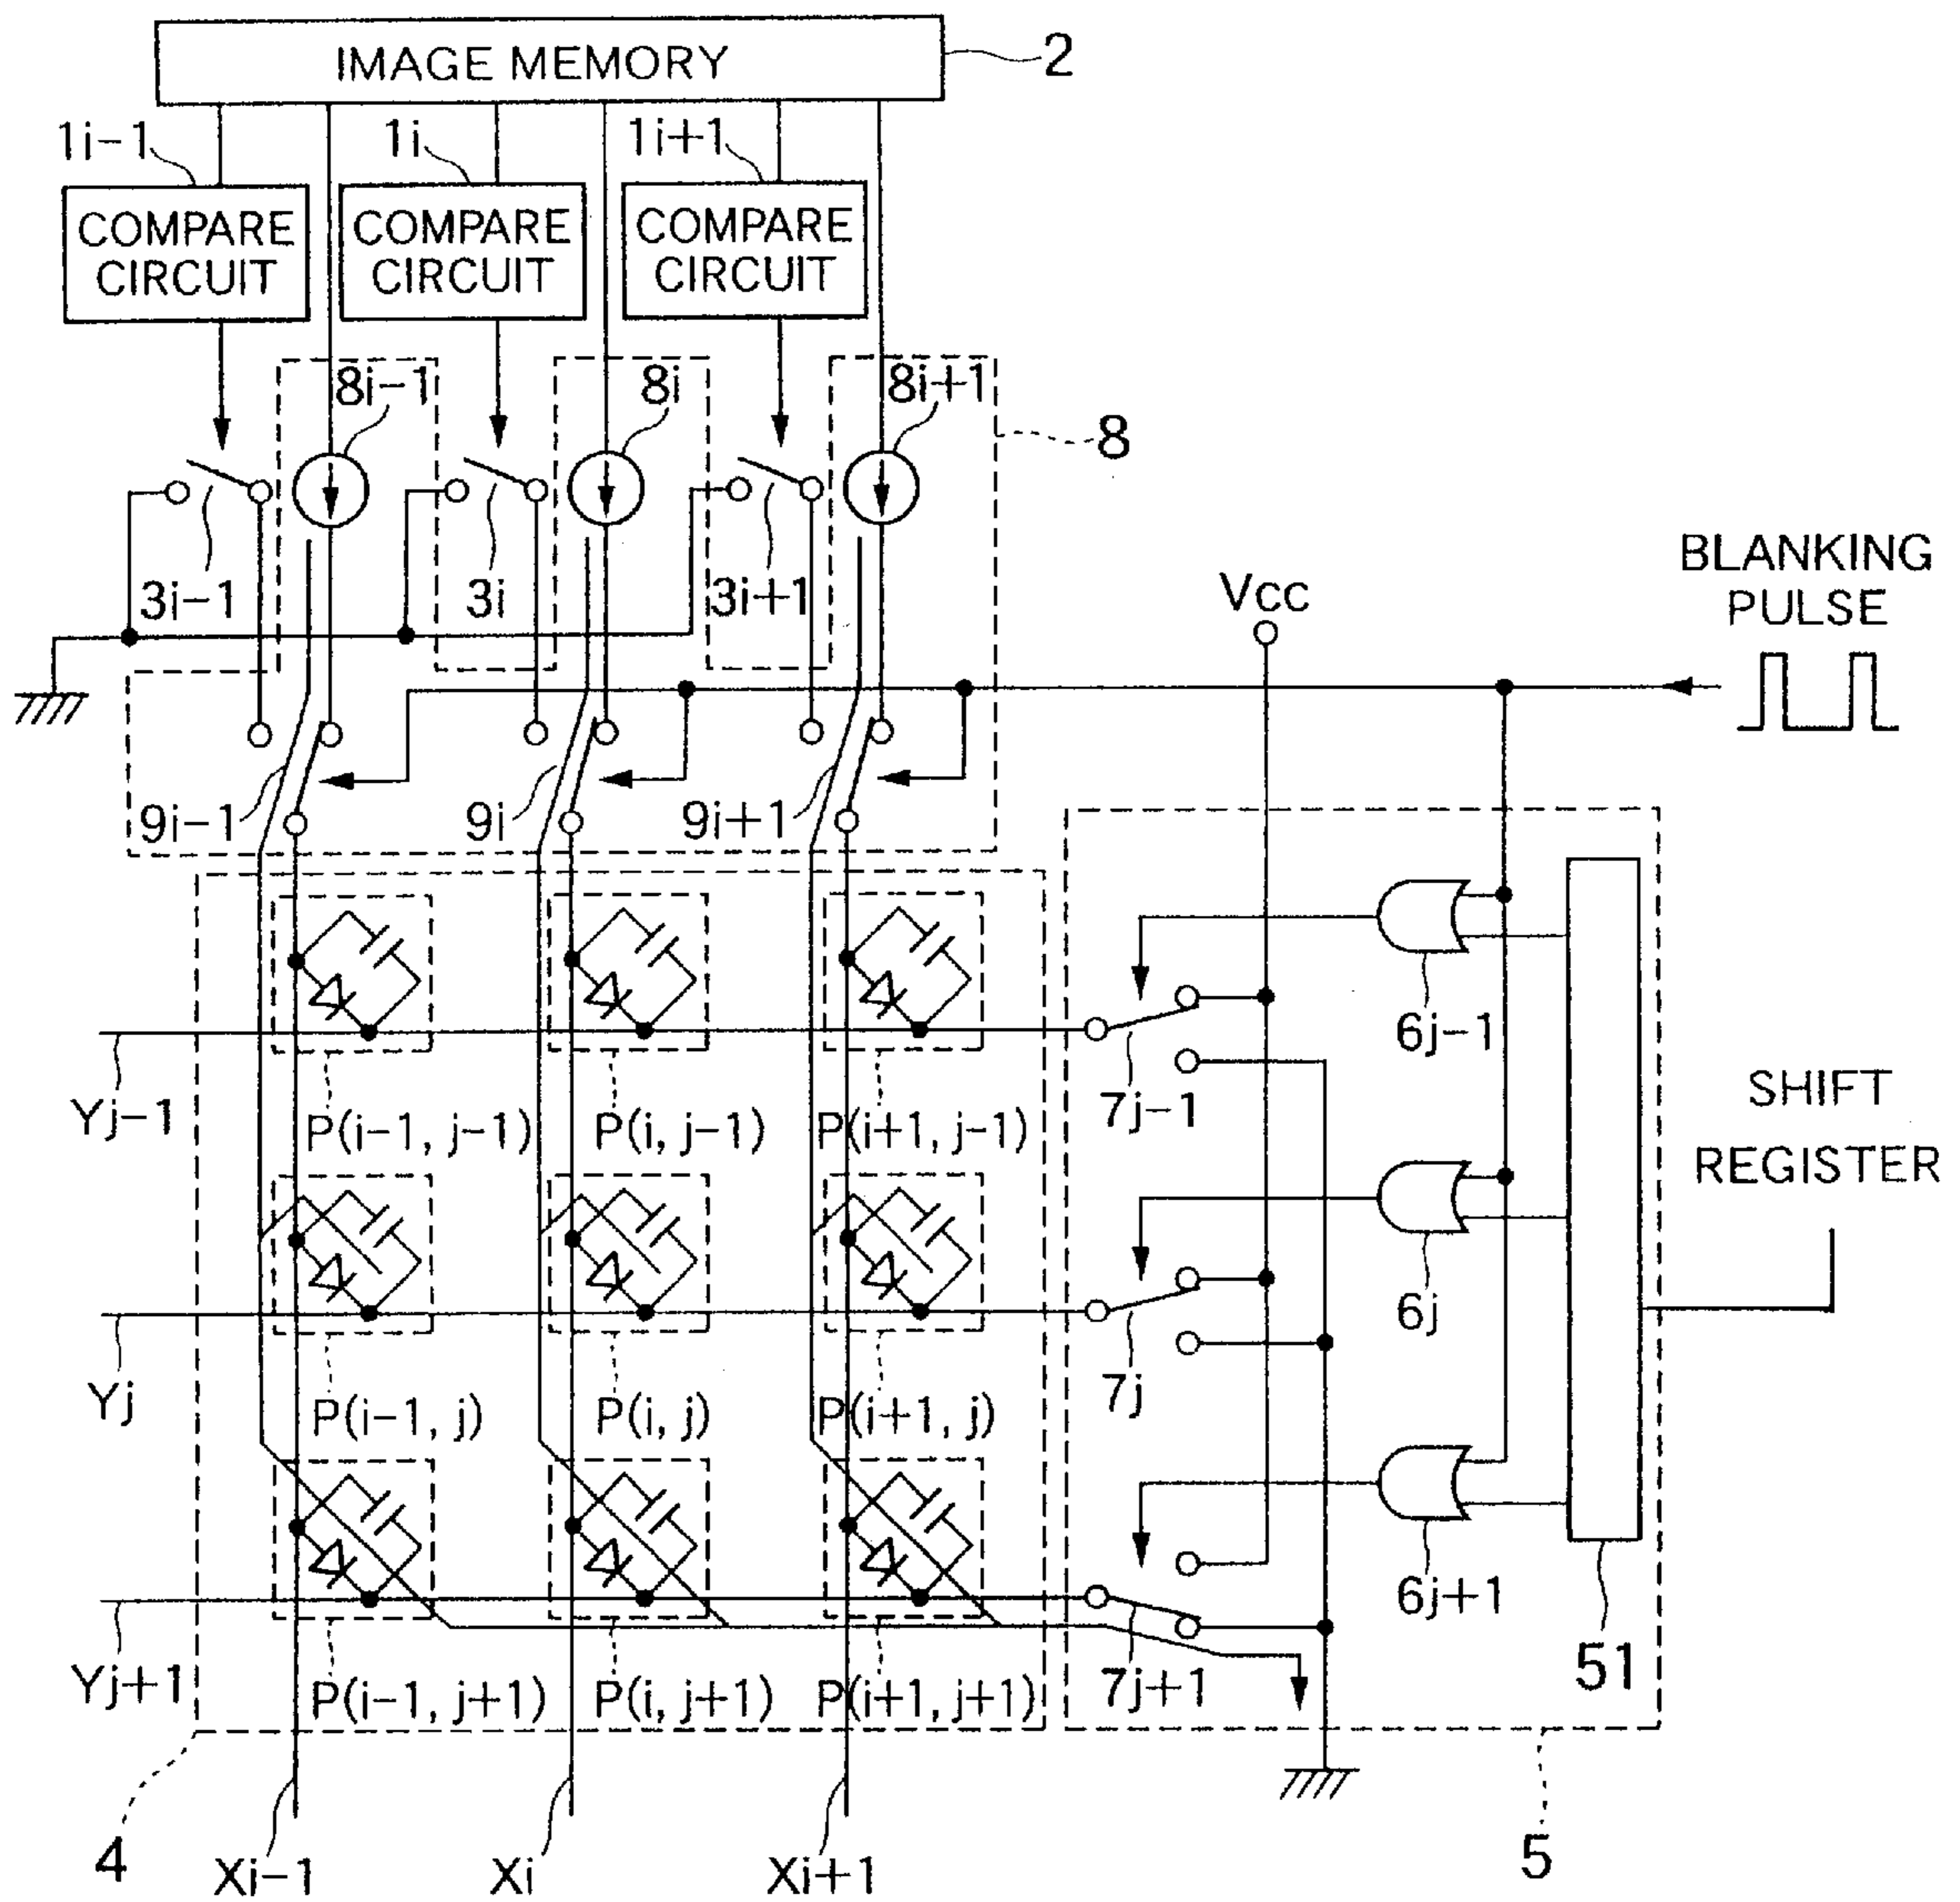 IMAGE MEMORY
2
1i-1
1i
1i+1
COMPARE
CIRCUIT
COMPARE
CIRCUIT
COMPARE
CIRCUIT
8i-1
8i
8i+1
8
3i-1
3i
3i+1
BLANKING
PULSE
Vcc
9i-1
9i
9i+1
6j-1
Yj-1
P(i-1, j-1)
P(i, j-1)
P(i+1, j-1)
7j-1
SHIFT
REGISTER
6j
Yj
P(i-1, j)
P(i, j)
P(i+1, j)
7j
6j+1
51
Yj+1
P(i-1, j+1)
P(i, j+1)
P(i+1, j+1)
7j+1
4
Xi-1
Xi
Xi+1
5